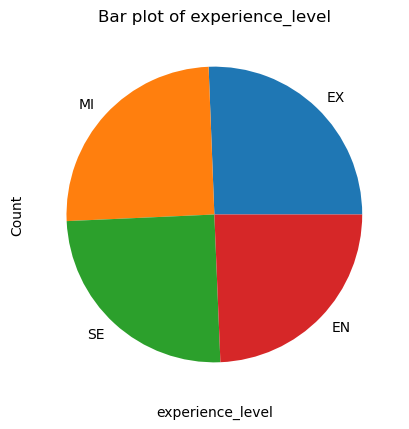 Bar plot of experience_level
EX
MI
Count
SE
EN
experience_level